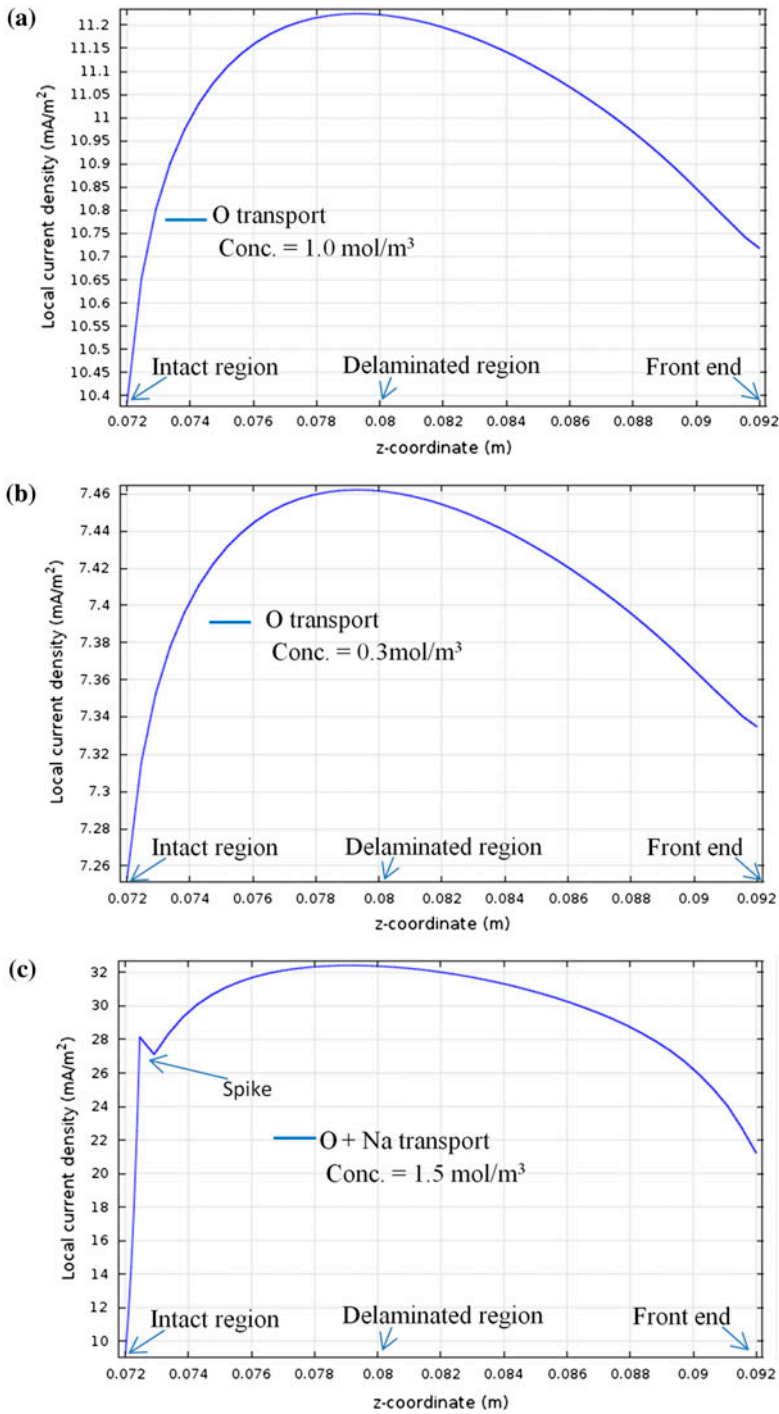 (a)
Local current density (mA/m²)
11.2
11.15
11.1
11.05
11
10.95
10.9
10.85
10.8
10.75
10.7
10.65
10.6
10.55
10.5
10.45
10.4
O transport
Conc. = 1.0 mol/m³
Intact region
Delaminated region
Front end
0.072 0.074 0.076 0.078 0.08 0.082 0.084 0.086 0.088 0.09 0.092
z-coordinate (m)
(b)
Local current density (mA/m²)
7.46
7.44
7.42
7.4
7.38
7.36
7.34
7.32
7.3
7.28
7.26
O transport
Conc. = 0.3mol/m³
Intact region
Delaminated region
Front end
0.072 0.074 0.076 0.078 0.08 0.082 0.084 0.086 0.088 0.09 0.092
z-coordinate (m)
(c)
Local current density (mA/m²)
32
30
28
26
24
22
20
18
16
14
12
10
Spike
O + Na transport
Conc. = 1.5 mol/m³
Intact region
Delaminated region
Front end
0.072 0.074 0.076 0.078 0.08 0.082 0.084 0.086 0.088 0.09 0.092
z-coordinate (m)